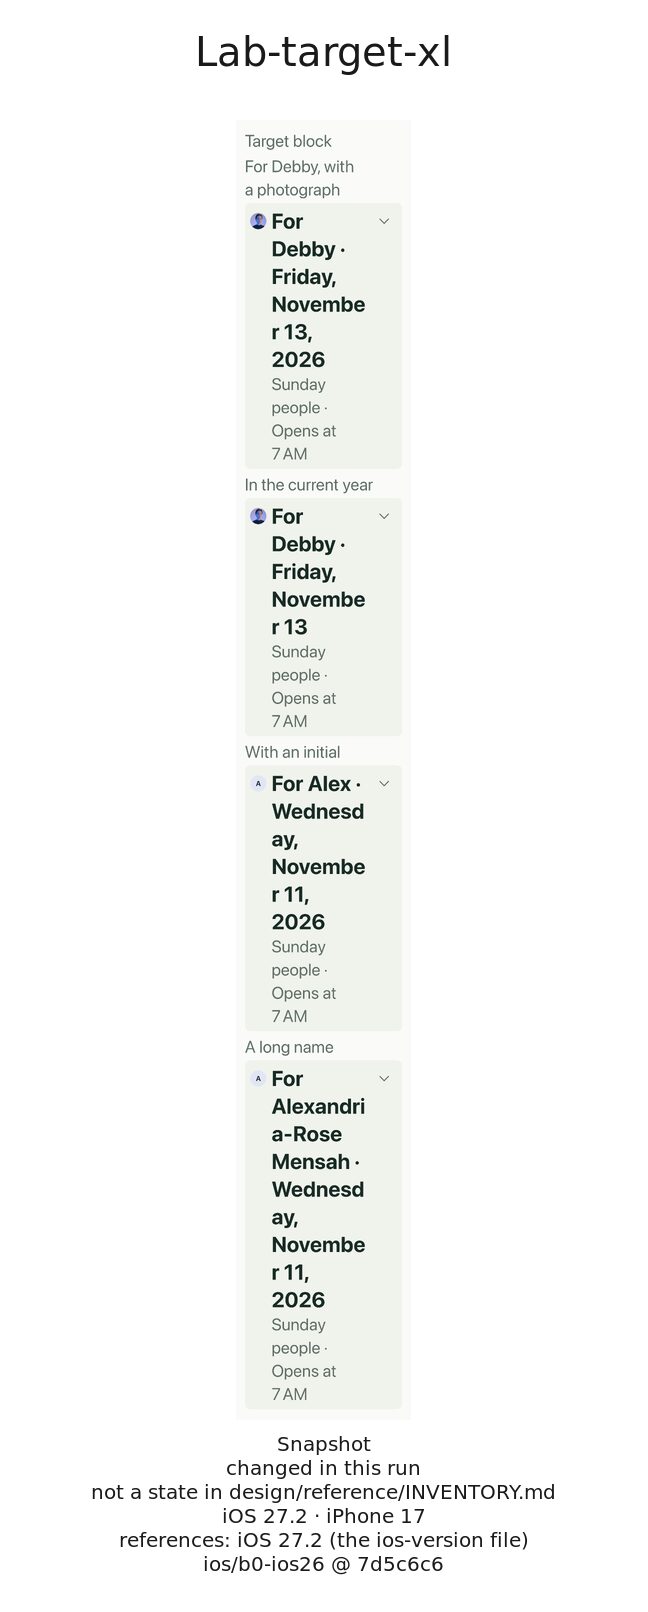 Lab-target-xl
Target block
For Debby, with
a photograph
For
Debby ·
Friday,
Novembe
r 13,
2026
Sunday
people ·
Opens at
7 AM
In the current year
For
Debby ·
Friday,
Novembe
r 13
Sunday
people ·
Opens at
7 AM
With an initial
A For Alex ·
Wednesd
ay,
Novembe
r 11,
2026
Sunday
people ·
Opens at
7 AM
A long name
A For
Alexandri
a-Rose
Mensah ·
Wednesd
ay,
Novembe
r 11,
2026
Sunday
people ·
Opens at
7 AM
Snapshot
changed in this run
not a state in design/reference/INVENTORY.md
iOS 27.2 · iPhone 17
references: iOS 27.2 (the ios-version file)
ios/b0-ios26 @ 7d5c6c6